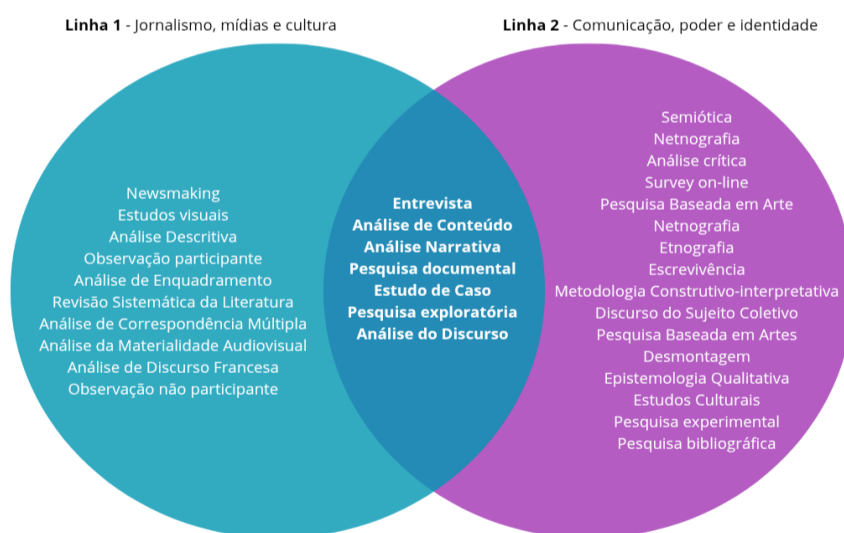 Linha 1 - Jornalismo, mídias e cultura
Linha 2 - Comunicação, poder e identidade
Newsmaking
Estudos visuais
Análise Descritiva
Observação participante
Análise de Enquadramento
Revisão Sistemática da Literatura
Análise de Correspondência Múltipla
Análise da Materialidade Audiovisual
Análise de Discurso Francesa
Observação não participante
Entrevista
Análise de Conteúdo
Análise Narrativa
Pesquisa documental
Estudo de Caso
Pesquisa exploratória
Análise do Discurso
Semiótica
Netnografia
Análise crítica
Survey on-line
Pesquisa Baseada em Arte
Netnografia
Etnografia
Escrevivência
Metodologia Construtivo-interpretativa
Discurso do Sujeito Coletivo
Pesquisa Baseada em Artes
Desmontagem
Epistemologia Qualitativa
Estudos Culturais
Pesquisa experimental
Pesquisa bibliográfica